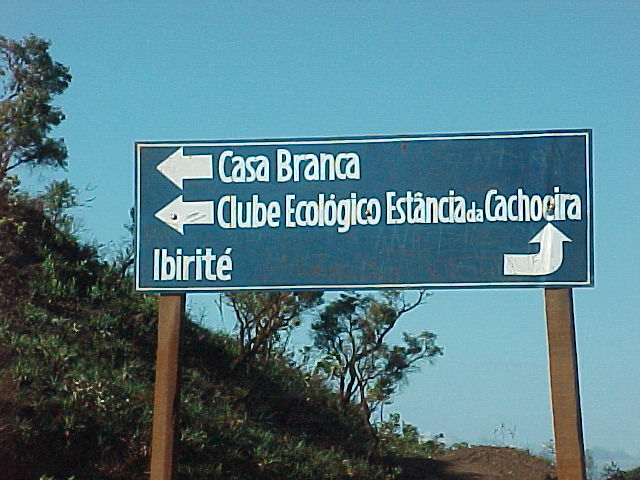 Casa Branca
Clube Ecológico Estância da Cachoeira
Ibirité